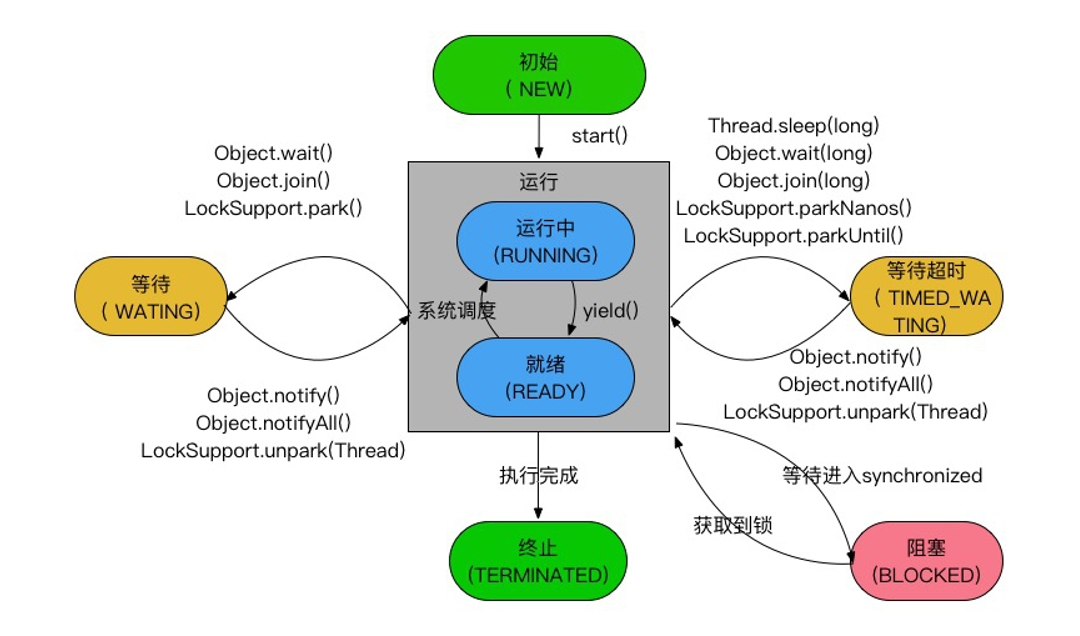 初始
( NEW)
start()
Object.wait()
Object.join()
LockSupport.park()
Thread.sleep(long)
Object.wait(long)
Object.join(long)
LockSupport.parkNanos()
LockSupport.parkUntil()
运行
运行中
(RUNNING)
等待
( WATING)
等待超时
( TIMED_WA
TING)
系统调度
yield()
就绪
(READY)
Object.notify()
Object.notifyAll()
LockSupport.unpark(Thread)
Object.notify()
Object.notifyAll()
LockSupport.unpark(Thread)
执行完成
等待进入synchronized
获取到锁
终止
(TERMINATED)
阻塞
(BLOCKED)